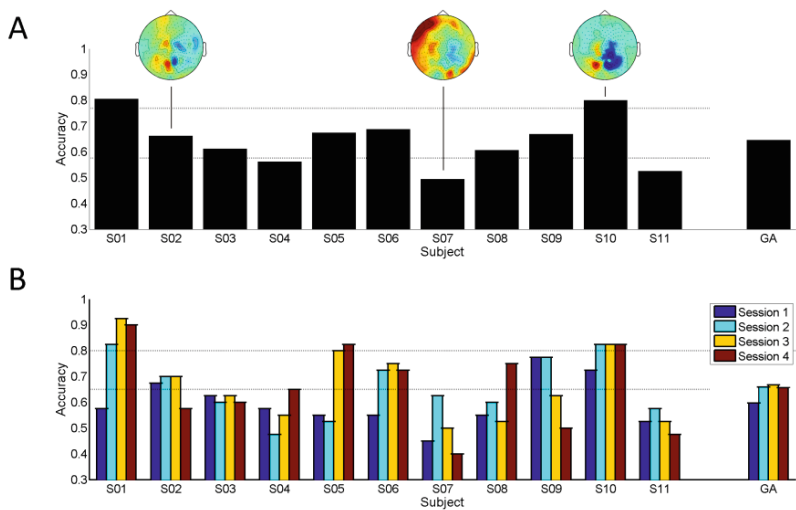 A
1
0.9
0.8
0.7
0.6
0.5
0.4
0.3
Accuracy
S01 S02 S03 S04 S05 S06 S07 S08 S09 S10 S11 GA
Subject
B
1
0.9
0.8
0.7
0.6
0.5
0.4
0.3
Accuracy
Session 1
Session 2
Session 3
Session 4
S01 S02 S03 S04 S05 S06 S07 S08 S09 S10 S11 GA
Subject